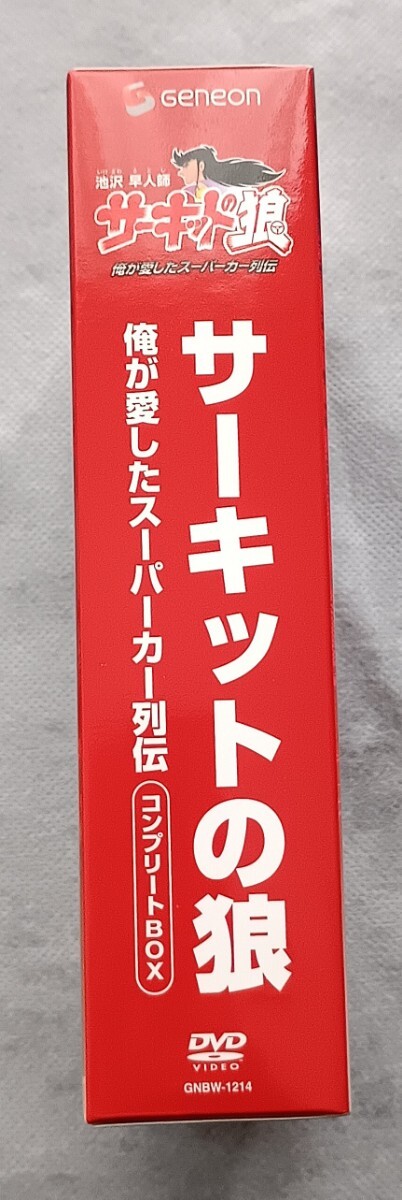 GENEON
池沢 早人師
サーキットの狼
俺が愛したスーパーカー列伝
サーキットの狼
俺が愛したスーパーカー列伝
コンプリートBOX
DVD
VIDEO
GNBW-1214